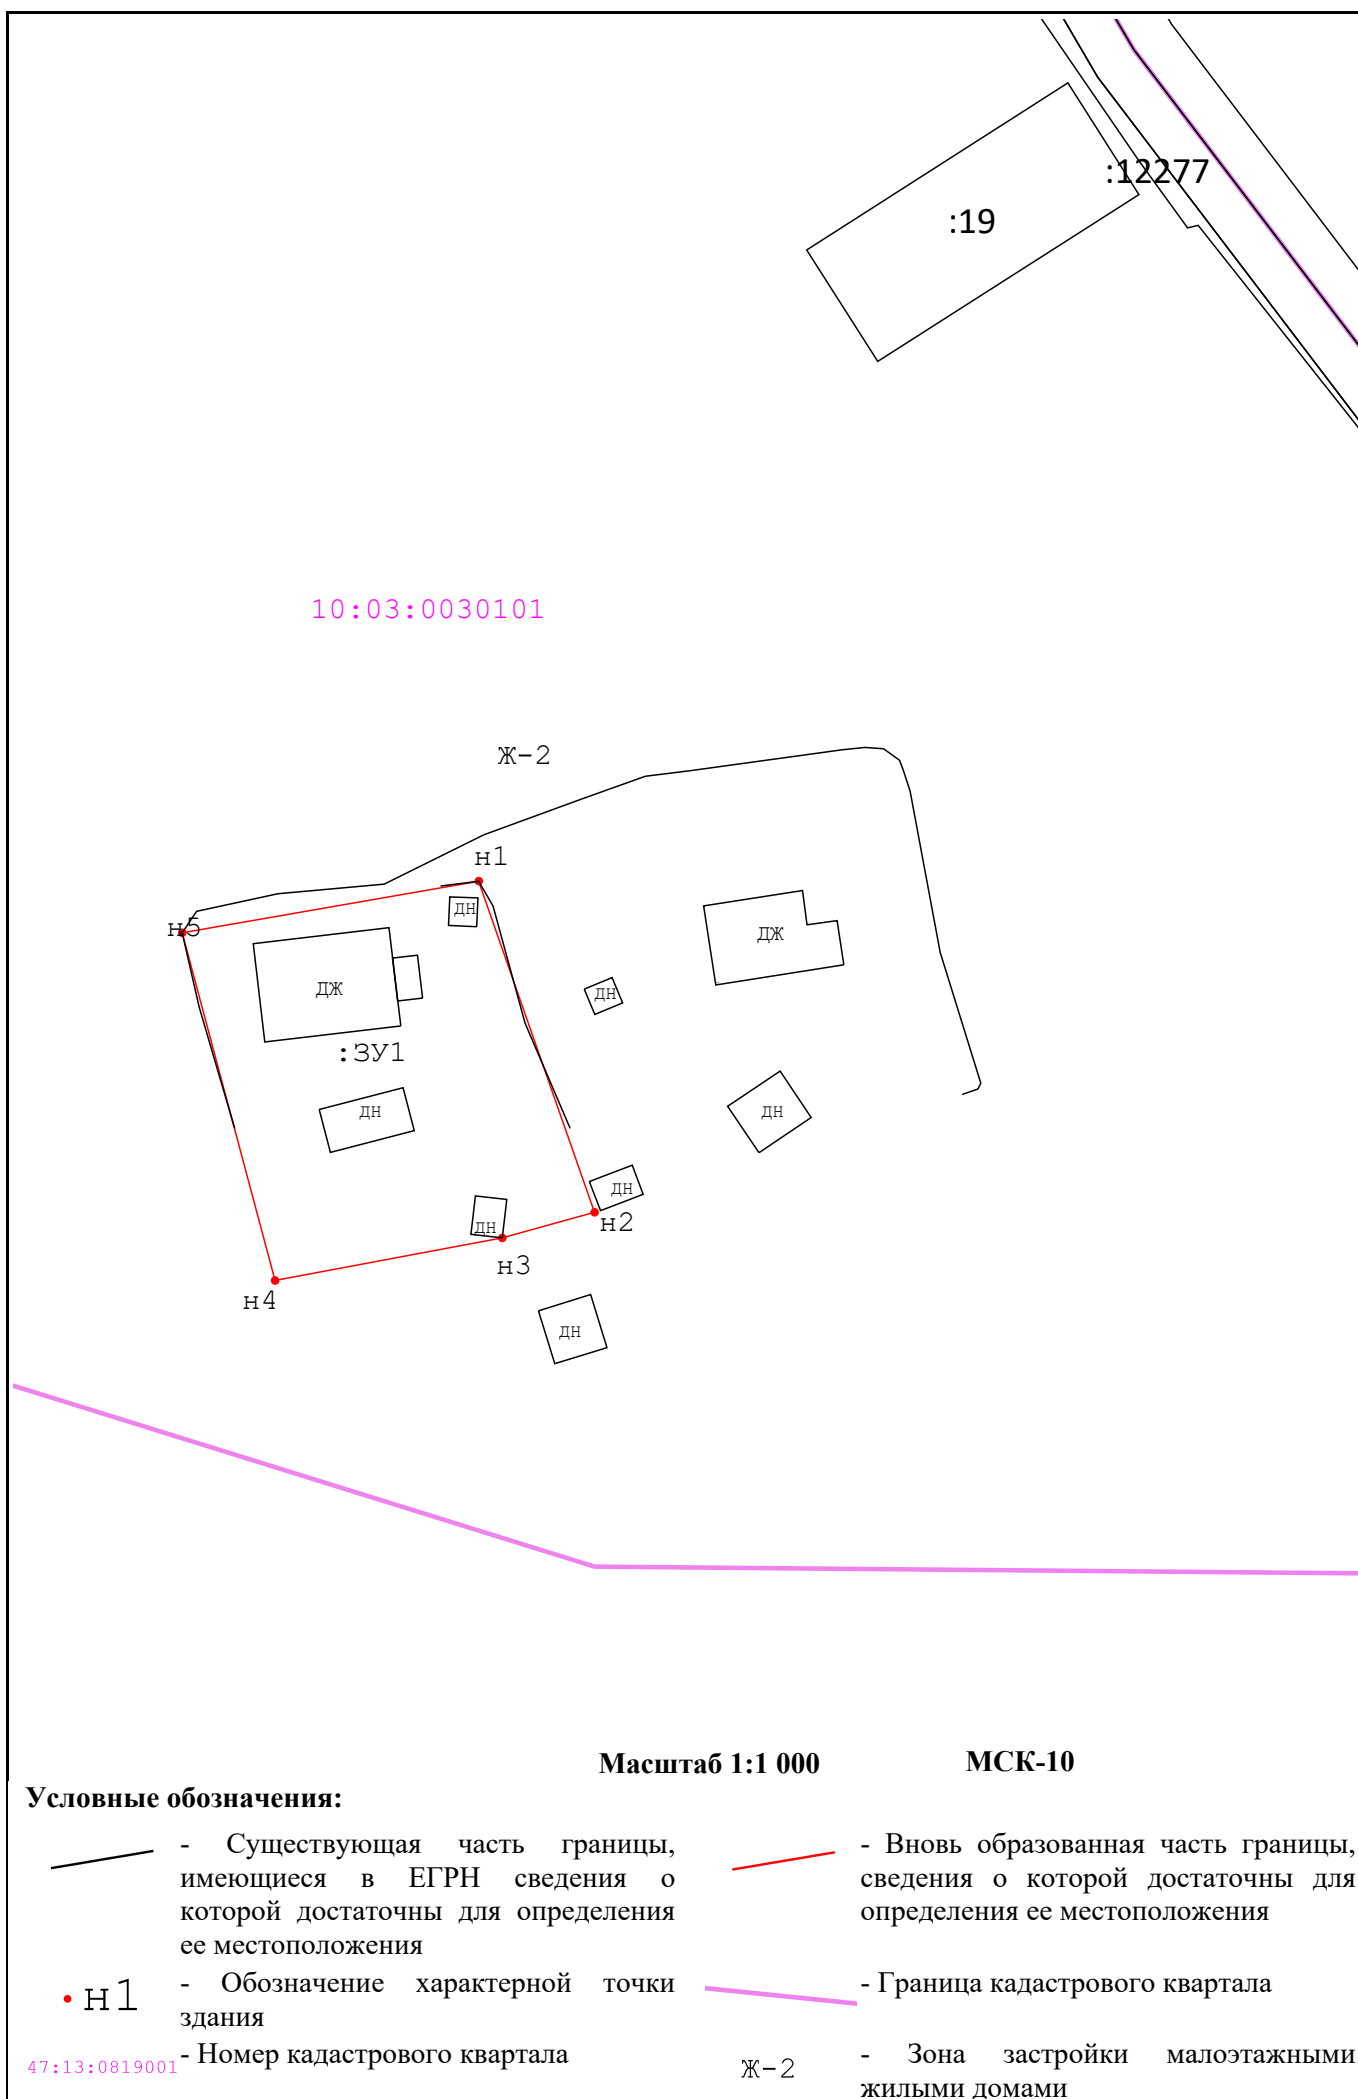 :12277
:19
10:03:0030101
Ж-2
н1
н5
ДН
ДЖ
ДЖ
ДН
:ЗУ1
ДН
ДН
ДН
ДН
н2
н3
н4
ДН
Масштаб 1:1 000 МСК-10
Условные обозначения:
- Существующая часть границы,
имеющиеся в ЕГРН сведения о
которой достаточны для определения
ее местоположения
- Вновь образованная часть границы,
сведения о которой достаточны для
определения ее местоположения
н1
- Обозначение характерной точки
здания
- Граница кадастрового квартала
47:13:0819001
- Номер кадастрового квартала
Ж-2
- Зона застройки малоэтажными
жилыми домами